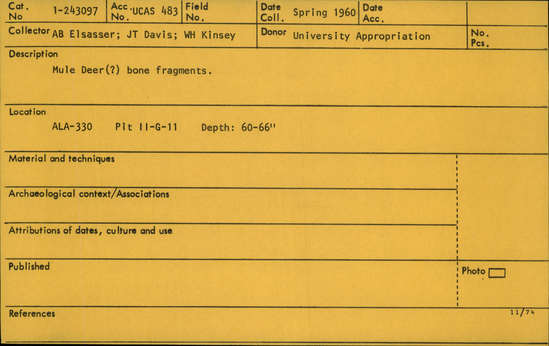 Cat. No 1-243097 Acc. No. UCAS 483 Field No. Date Coll. Spring 1960 Date Acc.
Collector AB Elsasser; JT Davis; WH Kinsey Donor University Appropriation No. Pcs.
Description
Mule Deer(?) bone fragments.
Location
ALA-330 Pit II-G-11 Depth: 60-66"
Material and techniques
Archaeological context/Associations
Attributions of dates, culture and use
Published
Photo
References
11/74